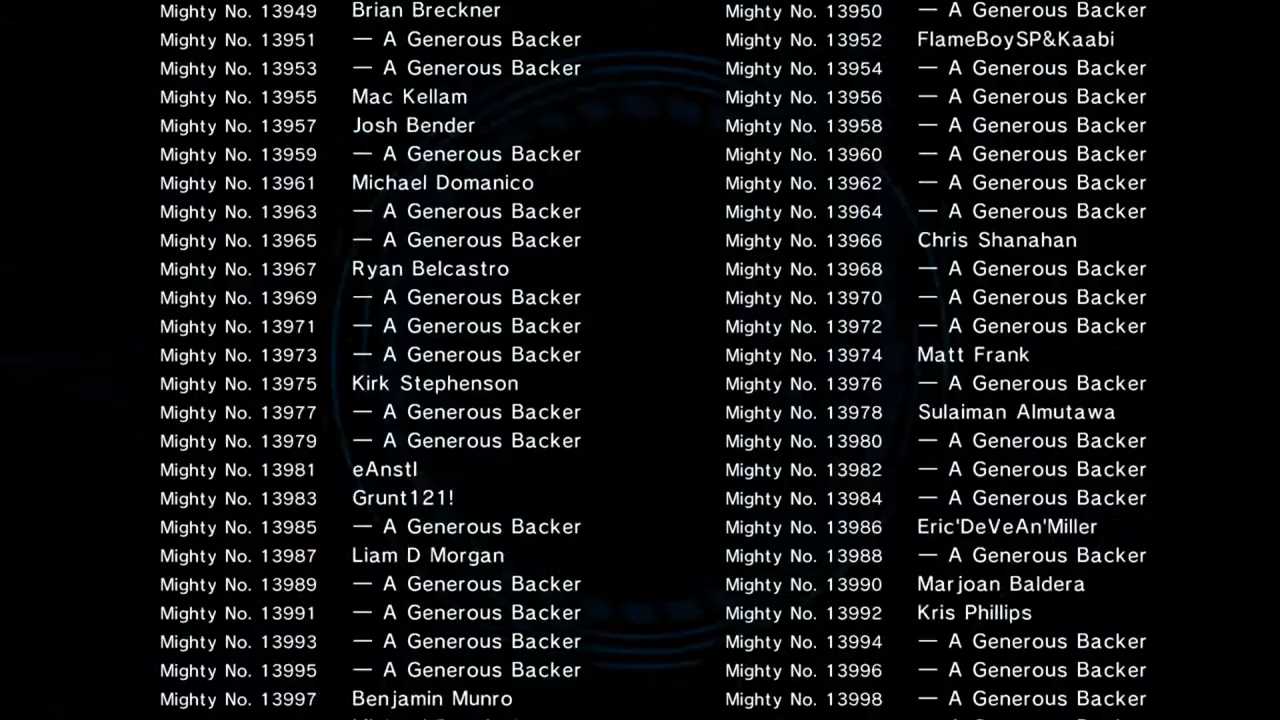 Mighty No. 13949 Brian Breckner Mighty No. 13950 — A Generous Backer
Mighty No. 13951 — A Generous Backer Mighty No. 13952 FlameBoySP&Kaabi
Mighty No. 13953 — A Generous Backer Mighty No. 13954 — A Generous Backer
Mighty No. 13955 Mac Kellam Mighty No. 13956 — A Generous Backer
Mighty No. 13957 Josh Bender Mighty No. 13958 — A Generous Backer
Mighty No. 13959 — A Generous Backer Mighty No. 13960 — A Generous Backer
Mighty No. 13961 Michael Domanico Mighty No. 13962 — A Generous Backer
Mighty No. 13963 — A Generous Backer Mighty No. 13964 — A Generous Backer
Mighty No. 13965 — A Generous Backer Mighty No. 13966 Chris Shanahan
Mighty No. 13967 Ryan Belcastro Mighty No. 13968 — A Generous Backer
Mighty No. 13969 — A Generous Backer Mighty No. 13970 — A Generous Backer
Mighty No. 13971 — A Generous Backer Mighty No. 13972 — A Generous Backer
Mighty No. 13973 — A Generous Backer Mighty No. 13974 Matt Frank
Mighty No. 13975 Kirk Stephenson Mighty No. 13976 — A Generous Backer
Mighty No. 13977 — A Generous Backer Mighty No. 13978 Sulaiman Almutawa
Mighty No. 13979 — A Generous Backer Mighty No. 13980 — A Generous Backer
Mighty No. 13981 eAnstl Mighty No. 13982 — A Generous Backer
Mighty No. 13983 Grunt121! Mighty No. 13984 — A Generous Backer
Mighty No. 13985 — A Generous Backer Mighty No. 13986 Eric'DeVeAn'Miller
Mighty No. 13987 Liam D Morgan Mighty No. 13988 — A Generous Backer
Mighty No. 13989 — A Generous Backer Mighty No. 13990 Marjoan Baldera
Mighty No. 13991 — A Generous Backer Mighty No. 13992 Kris Phillips
Mighty No. 13993 — A Generous Backer Mighty No. 13994 — A Generous Backer
Mighty No. 13995 — A Generous Backer Mighty No. 13996 — A Generous Backer
Mighty No. 13997 Benjamin Munro Mighty No. 13998 — A Generous Backer